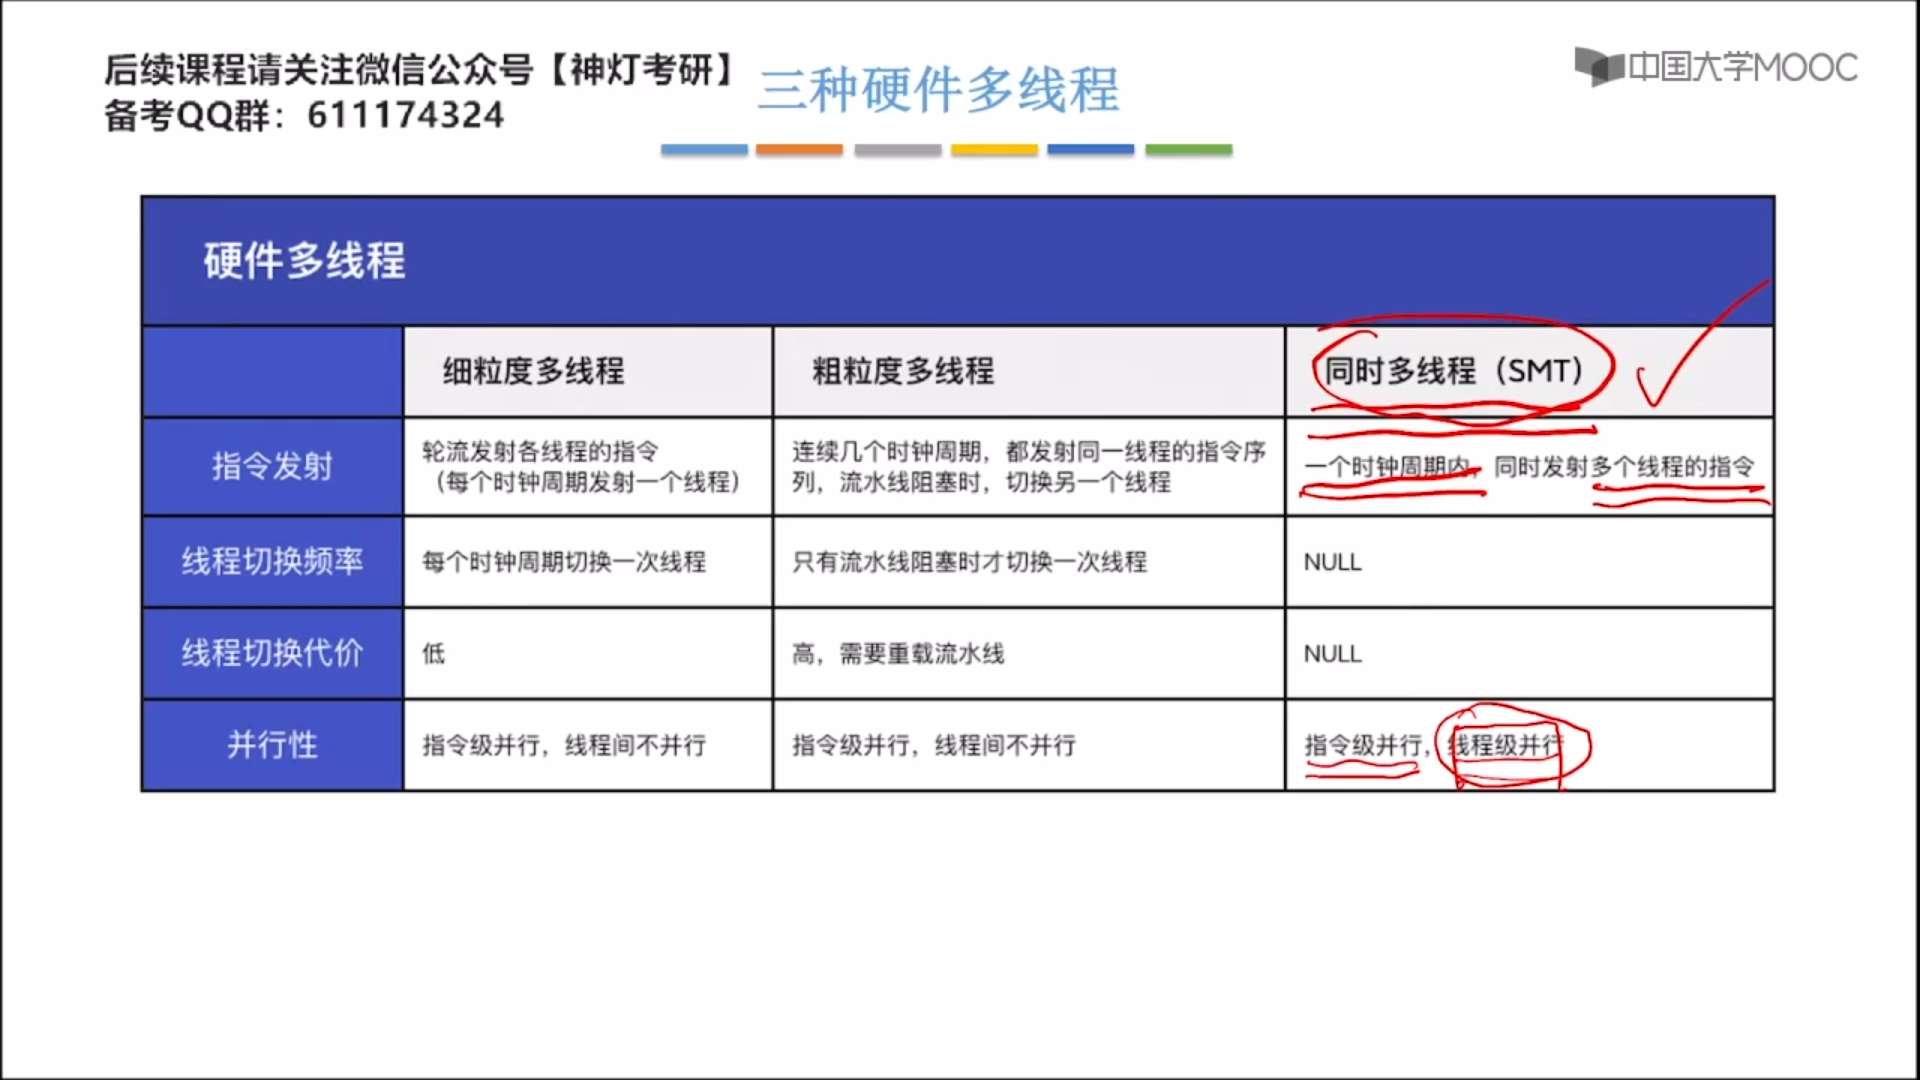 后续课程请关注微信公众号【神灯考研】
备考QQ群：611174324
三种硬件多线程
中国大学MOOC
硬件多线程
细粒度多线程
粗粒度多线程
同时多线程（SMT）
指令发射
轮流发射各线程的指令
（每个时钟周期发射一个线程）
连续几个时钟周期，都发射同一线程的指令序
列，流水线阻塞时，切换另一个线程
一个时钟周期内，同时发射多个线程的指令
线程切换频率
每个时钟周期切换一次线程
只有流水线阻塞时才切换一次线程
NULL
线程切换代价
低
高，需要重载流水线
NULL
并行性
指令级并行，线程间不并行
指令级并行，线程间不并行
指令级并行，线程级并行